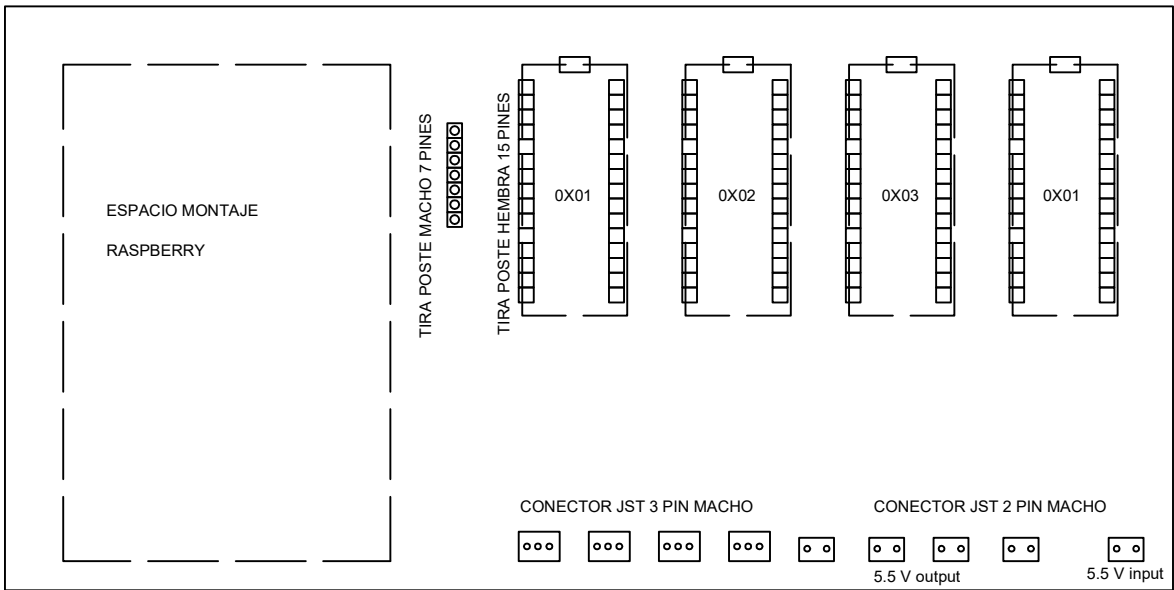 ESPACIO MONTAJE
RASPBERRY
TIRA POSTE MACHO 7 PINES
TIRA POSTE HEMBRA 15 PINES
0X01
0X02
0X03
0X01
CONECTOR JST 3 PIN MACHO
CONECTOR JST 2 PIN MACHO
5.5 V output
5.5 V input